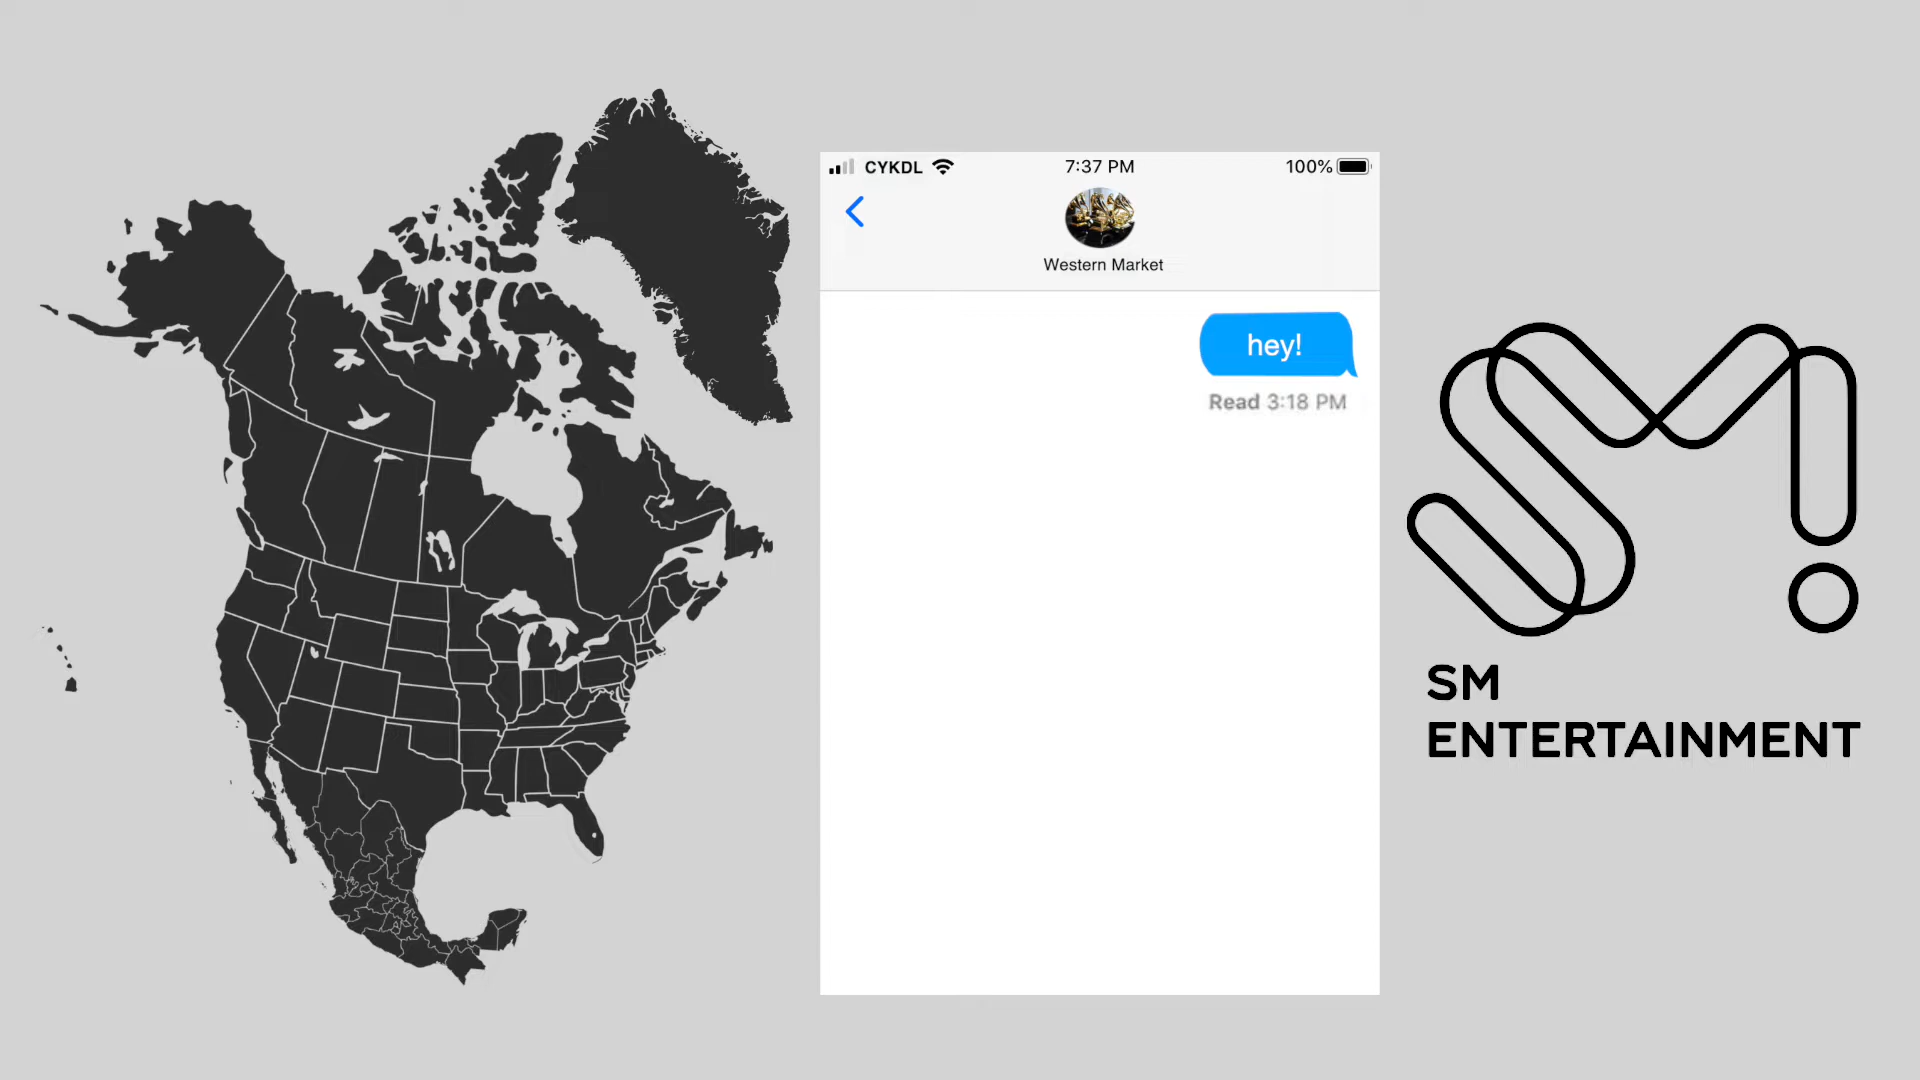 CYKDL 7:37 PM 100%
Western Market
hey!
Read 3:18 PM
SM
ENTERTAINMENT